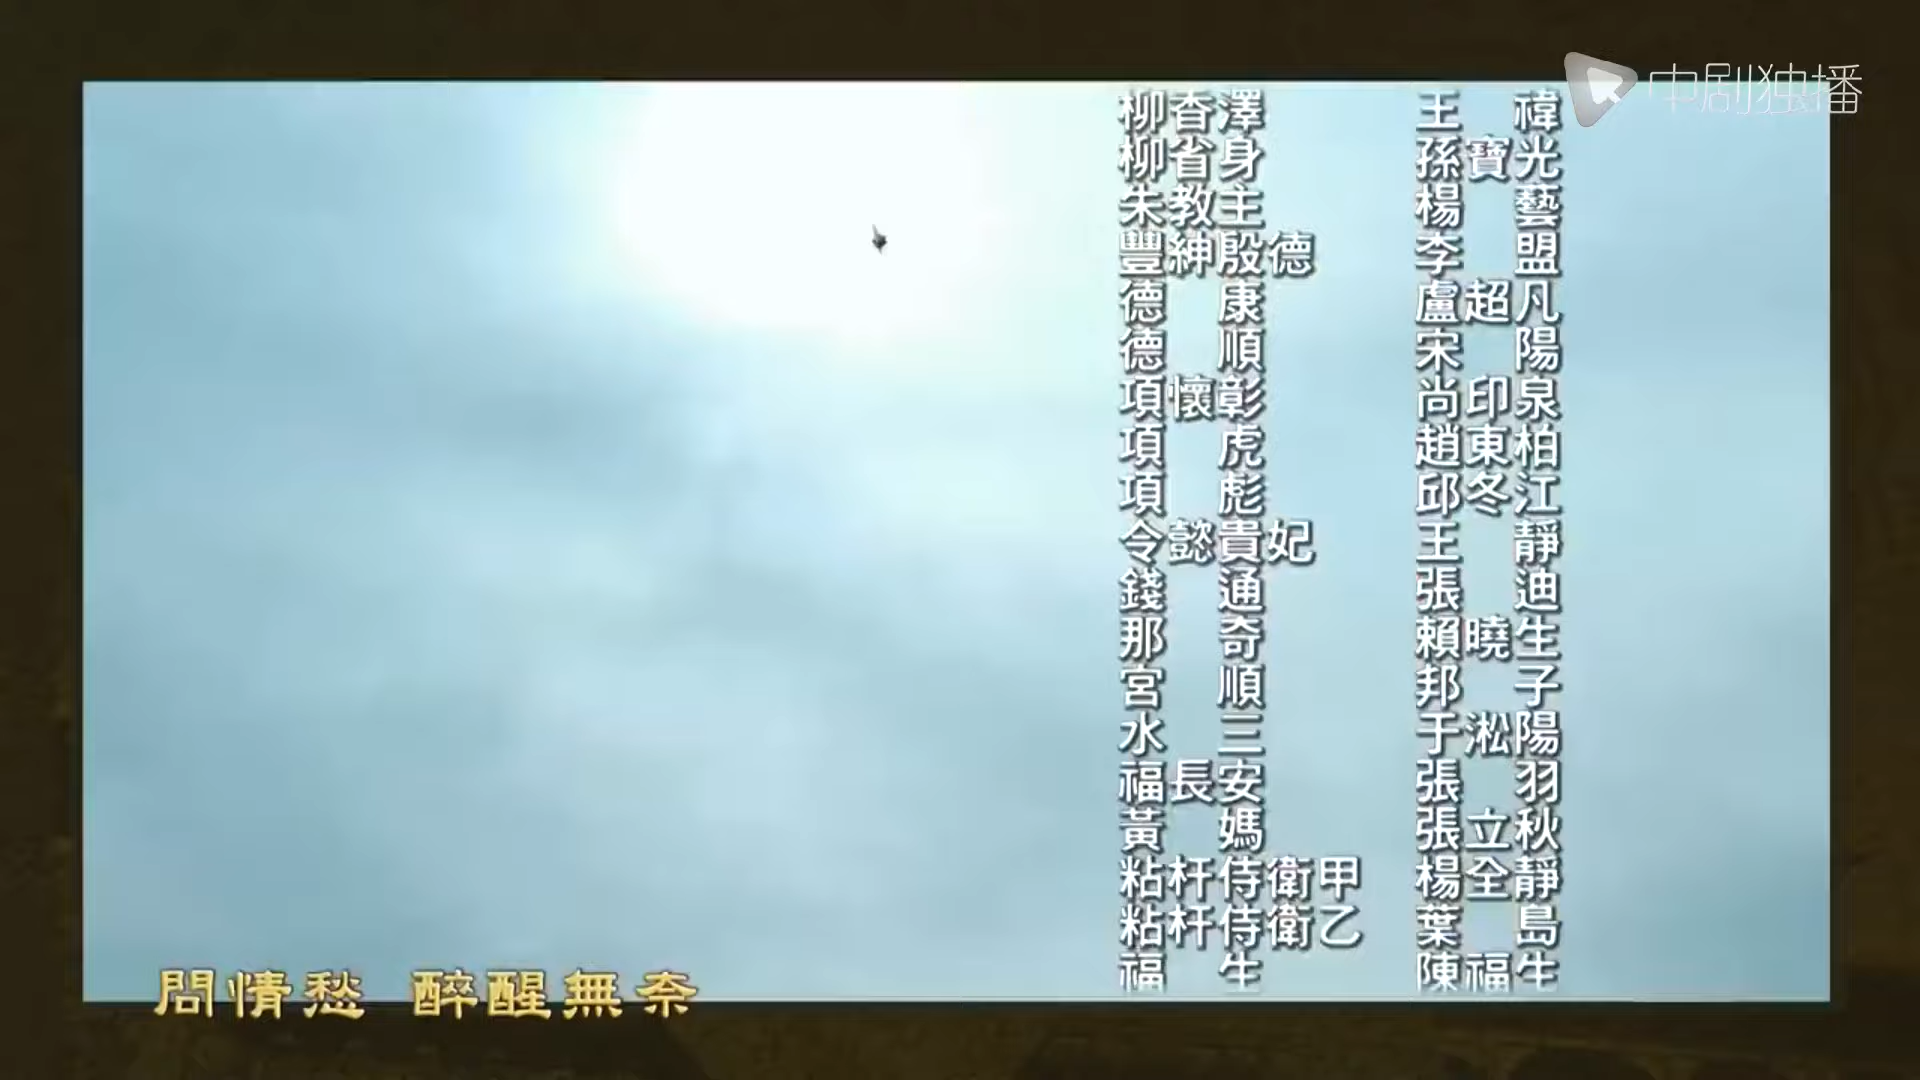 中剧独播
柳香澤 王禕
柳省身 孫寶光
朱教主 楊藝
豐紳殷德 李盟
德康 盧超凡
德順 宋陽
項懷彰 尚印泉
項虎 趙東柏
項彪 邱冬江
令懿貴妃 王靜
錢通 張迪
那奇 賴曉生
宮順 邦子
水三 于淞陽
福長安 張羽
黃媽 張立秋
粘杆侍衛甲 楊全靜
粘杆侍衛乙 葉島
福生 陳福生
問情愁 醉醒無奈